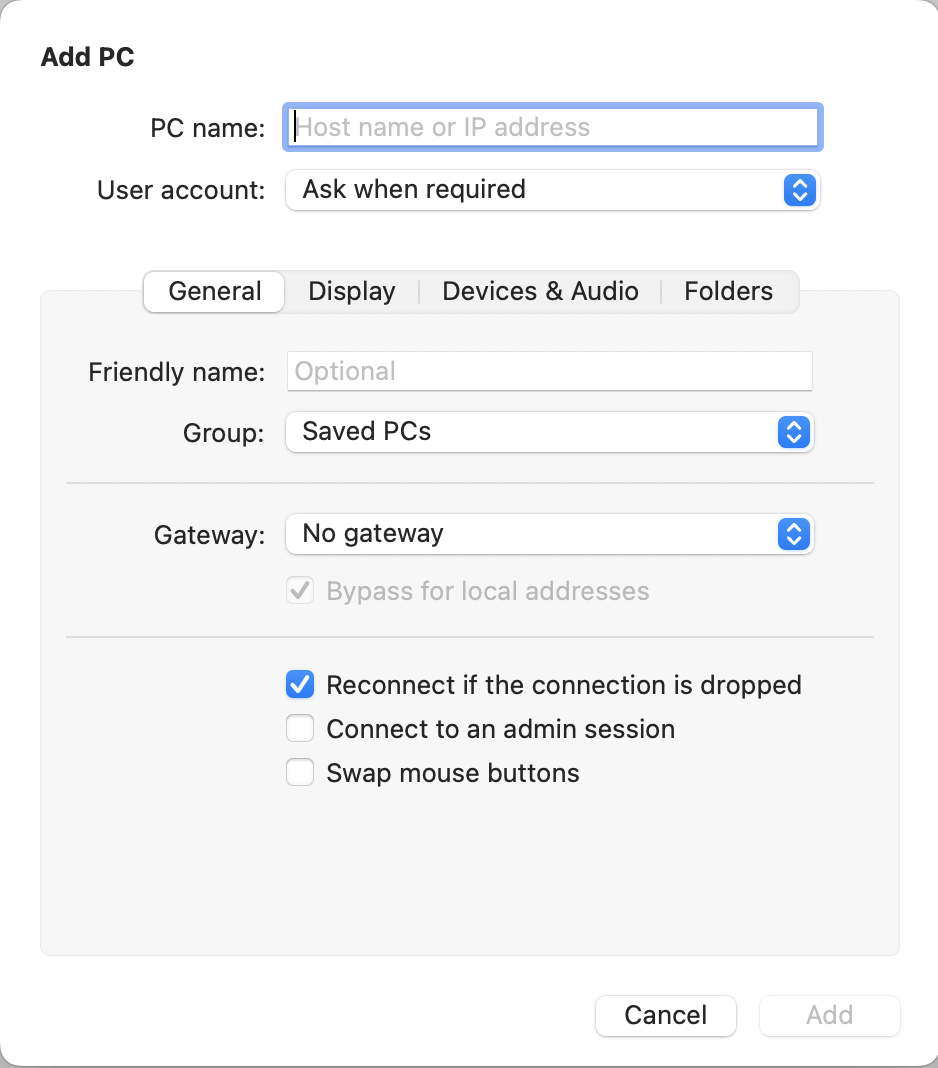 Add PC
PC name: Host name or IP address
User account: Ask when required
General Display Devices & Audio Folders
Friendly name: Optional
Group: Saved PCs
Gateway: No gateway
Bypass for local addresses
Reconnect if the connection is dropped
Connect to an admin session
Swap mouse buttons
Cancel Add